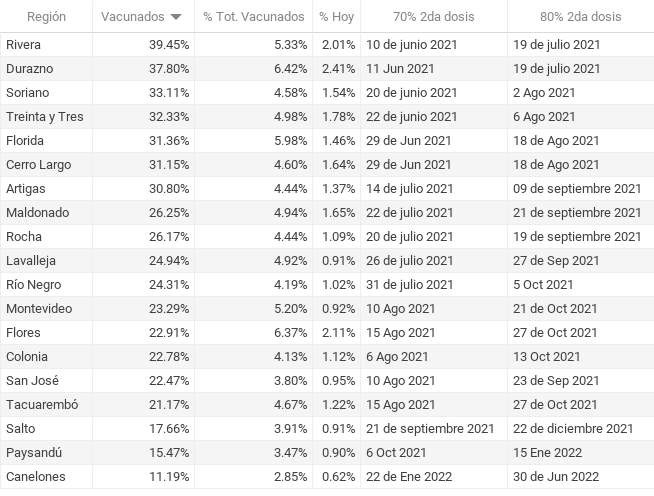 Región Vacunados % Tot. Vacunados % Hoy 70% 2da dosis 80% 2da dosis
Rivera 39.45% 5.33% 2.01% 10 de junio 2021 19 de julio 2021
Durazno 37.80% 6.42% 2.41% 11 Jun 2021 19 de julio 2021
Soriano 33.11% 4.58% 1.54% 20 de junio 2021 2 Ago 2021
Treinta y Tres 32.33% 4.98% 1.78% 22 de junio 2021 6 Ago 2021
Florida 31.36% 5.98% 1.46% 29 de Jun 2021 18 de Ago 2021
Cerro Largo 31.15% 4.60% 1.64% 29 de Jun 2021 18 de Ago 2021
Artigas 30.80% 4.44% 1.37% 14 de julio 2021 09 de septiembre 2021
Maldonado 26.25% 4.94% 1.65% 22 de julio 2021 21 de septiembre 2021
Rocha 26.17% 4.44% 1.09% 20 de julio 2021 19 de septiembre 2021
Lavalleja 24.94% 4.92% 0.91% 26 de julio 2021 27 de Sep 2021
Río Negro 24.31% 4.19% 1.02% 31 de julio 2021 5 Oct 2021
Montevideo 23.29% 5.20% 0.92% 10 Ago 2021 21 de Oct 2021
Flores 22.91% 6.37% 2.11% 15 Ago 2021 27 de Oct 2021
Colonia 22.78% 4.13% 1.12% 6 Ago 2021 13 Oct 2021
San José 22.47% 3.80% 0.95% 10 Ago 2021 23 de Sep 2021
Tacuarembó 21.17% 4.67% 1.22% 15 Ago 2021 27 de Oct 2021
Salto 17.66% 3.91% 0.91% 21 de septiembre 2021 22 de diciembre 2021
Paysandú 15.47% 3.47% 0.90% 6 Oct 2021 15 Ene 2022
Canelones 11.19% 2.85% 0.62% 22 de Ene 2022 30 de Jun 2022